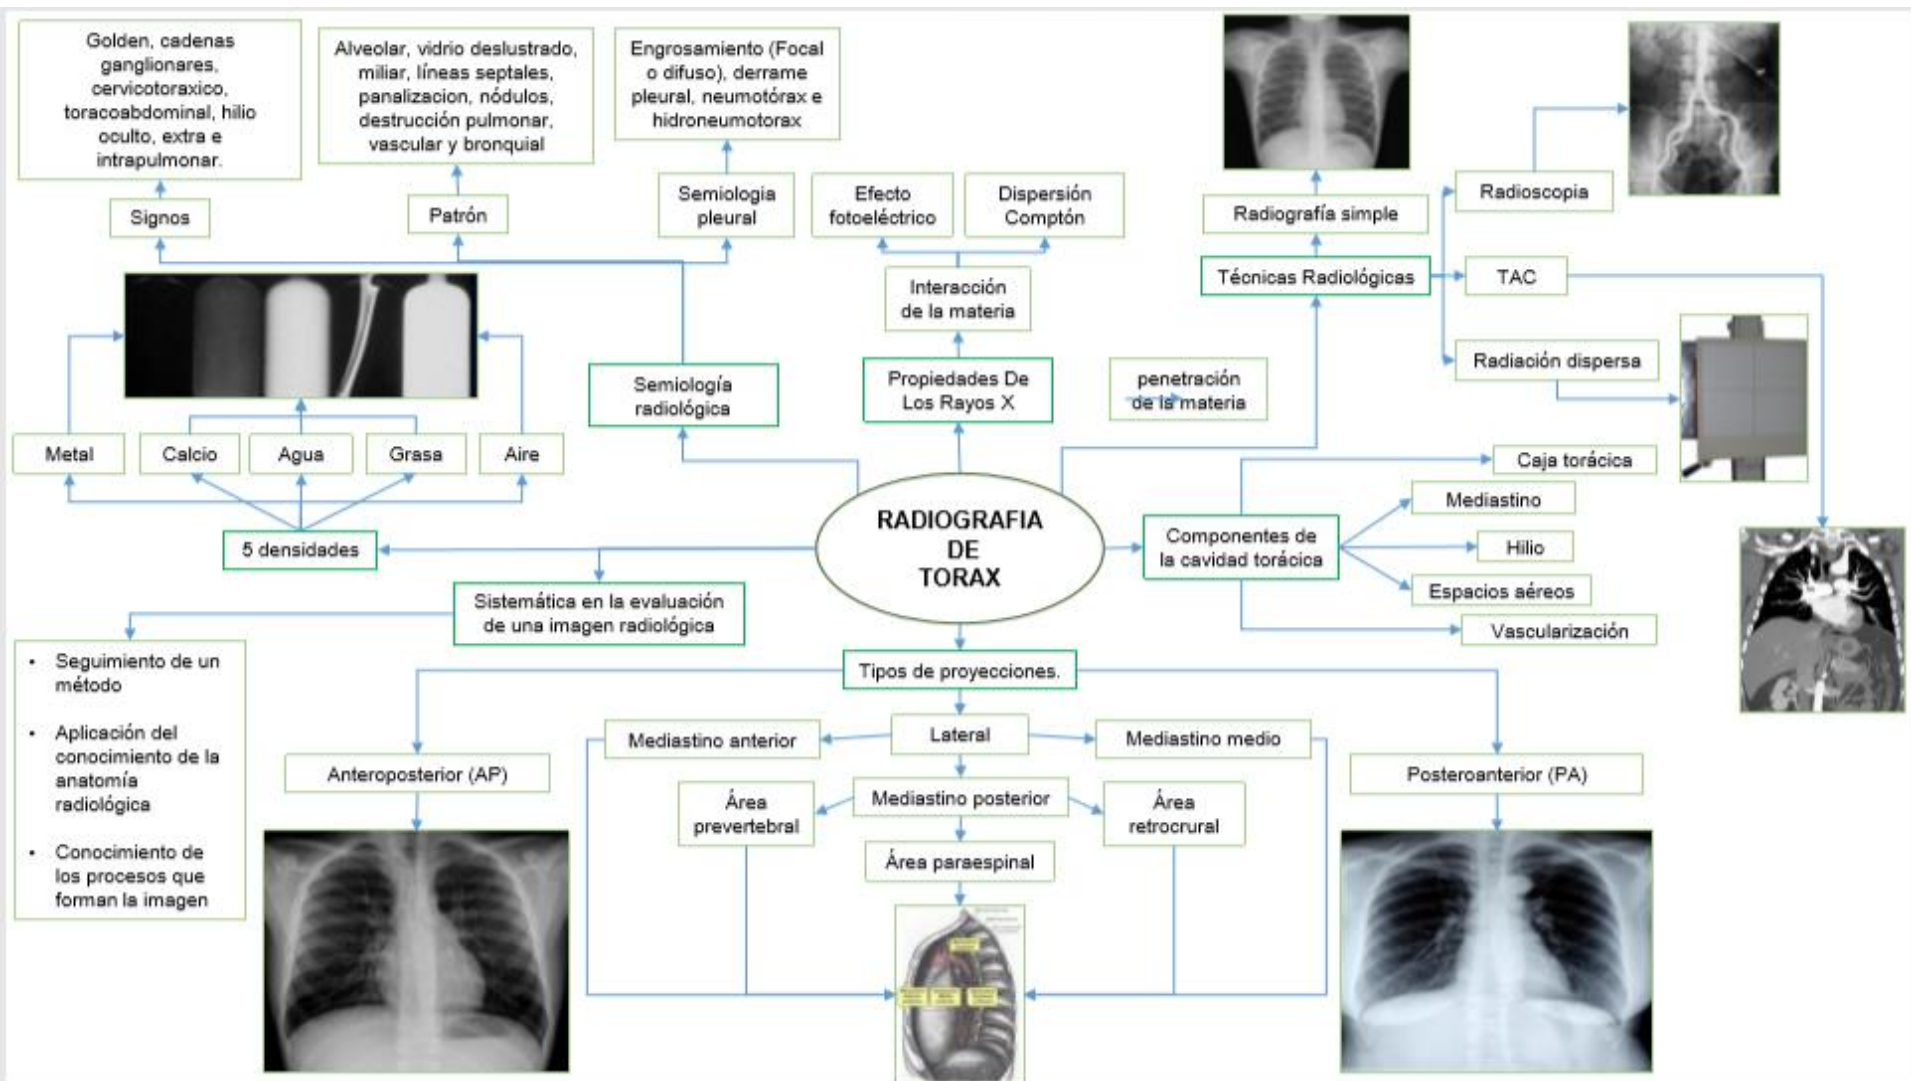 Golden, cadenas
ganglionares,
cervicotoraxico,
toracoabdominal, hilio
oculto, extra e
intrapulmonar.
Alveolar, vidrio deslustrado,
miliar, líneas septales,
panalizacion, nódulos,
destrucción pulmonar,
vascular y bronquial
Engrosamiento (Focal
o difuso), derrame
pleural, neumotórax e
hidroneumotorax
Signos
Patrón
Semiologia
pleural
Efecto
fotoeléctrico
Dispersión
Comptón
Interacción
de la materia
Radiografía simple
Técnicas Radiológicas
Radioscopia
TAC
Radiación dispersa
Semiología
radiológica
Propiedades De
Los Rayos X
penetración
de la materia
Metal
Calcio
Agua
Grasa
Aire
5 densidades
RADIOGRAFIA
DE
TORAX
Componentes de
la cavidad torácica
Caja torácica
Mediastino
Hilio
Espacios aéreos
Vascularización
Sistemática en la evaluación
de una imagen radiológica
• Seguimiento de un
método
• Aplicación del
conocimiento de la
anatomía
radiológica
• Conocimiento de
los procesos que
forman la imagen
Tipos de proyecciones.
Anteroposterior (AP)
Mediastino anterior
Lateral
Mediastino medio
Posteroanterior (PA)
Área
prevertebral
Mediastino posterior
Área
retrocrural
Área paraespinal